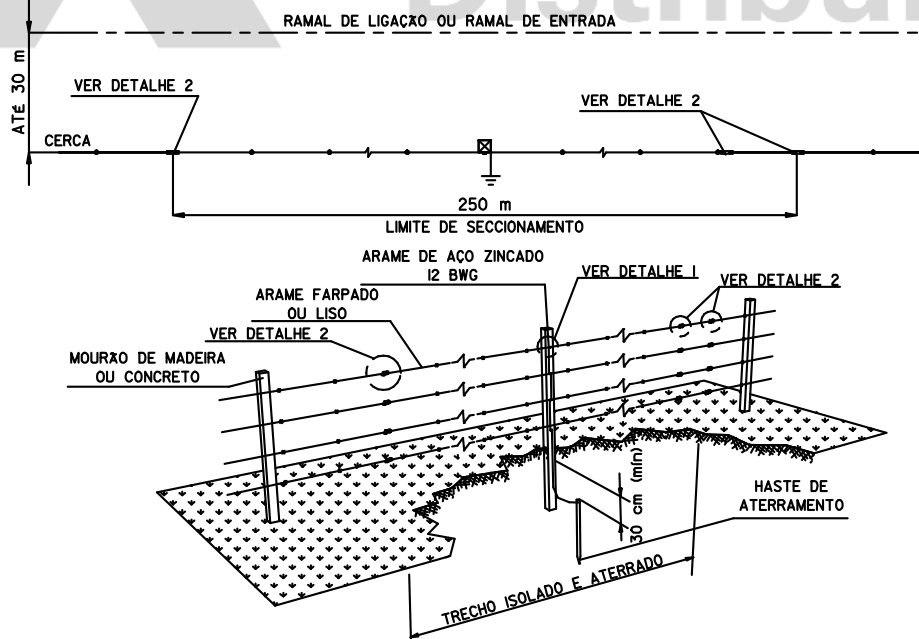 Distribui
RAMAL DE LIGAÇÃO OU RAMAL DE ENTRADA
ATÉ 30 m
VER DETALHE 2
VER DETALHE 2
CERCA
250 m
LIMITE DE SECCIONAMENTO
ARAME DE AÇO ZINCADO
12 BWG
VER DETALHE 1
VER DETALHE 2
ARAME FARPADO
OU LISO
VER DETALHE 2
MOURÃO DE MADEIRA
OU CONCRETO
30 cm (mín)
HASTE DE
ATERRAMENTO
TRECHO ISOLADO E ATERRADO